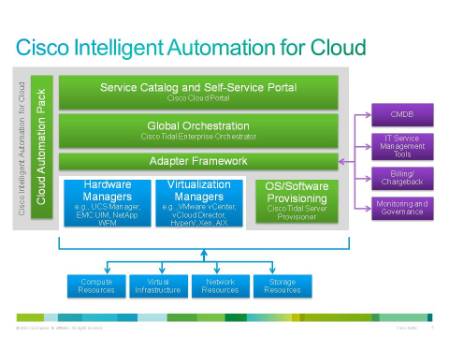 Cisco Intelligent Automation for Cloud
Cisco Intelligent Automation for Cloud
Cloud Automation Pack
Service Catalog and Self-Service Portal
Cisco Cloud Portal
Global Orchestration
Cisco Tidal Enterprise Orchestrator
Adapter Framework
Hardware
Managers
e.g., UCS Manager,
EMC UIM, NetApp
WFM
Virtualization
Managers
e.g., VMware vCenter,
vCloud Director,
HyperV, Xen, AIX
OS/Software
Provisioning
Cisco Tidal Server
Provisioner
CMDB
IT Service
Management
Tools
Billing/
Chargeback
Monitoring and
Governance
Compute
Resources
Virtual
Infrastructure
Network
Resources
Storage
Resources